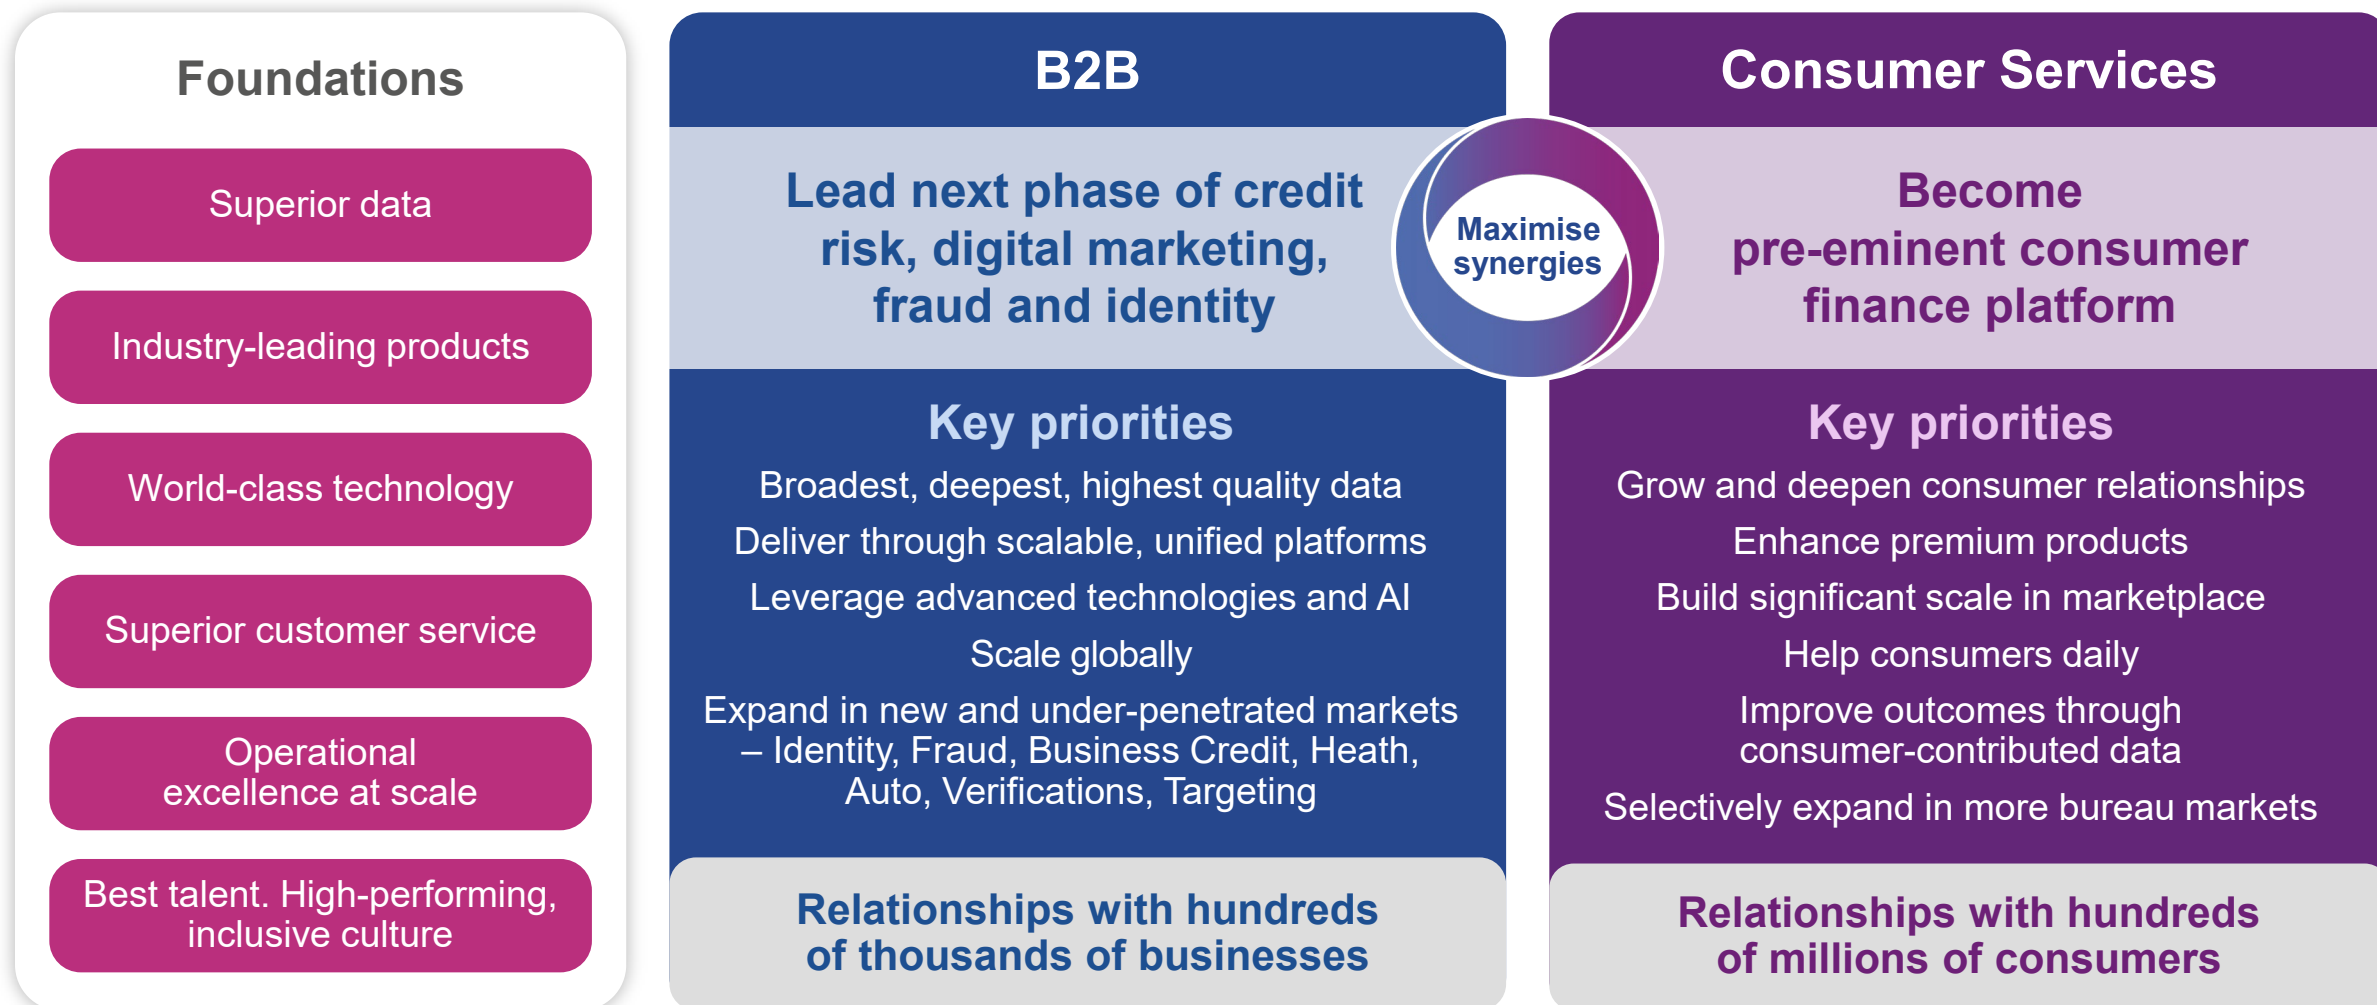 Foundations
Superior data
Industry-leading products
World-class technology
Superior customer service
Operational
excellence at scale
Best talent. High-performing,
inclusive culture
B2B
Lead next phase of credit
risk, digital marketing,
fraud and identity
Key priorities
Broadest, deepest, highest quality data
Deliver through scalable, unified platforms
Leverage advanced technologies and AI
Scale globally
Expand in new and under-penetrated markets
– Identity, Fraud, Business Credit, Heath,
Auto, Verifications, Targeting
Relationships with hundreds
of thousands of businesses
Maximise
synergies
Consumer Services
Become
pre-eminent consumer
finance platform
Key priorities
Grow and deepen consumer relationships
Enhance premium products
Build significant scale in marketplace
Help consumers daily
Improve outcomes through
consumer-contributed data
Selectively expand in more bureau markets
Relationships with hundreds
of millions of consumers